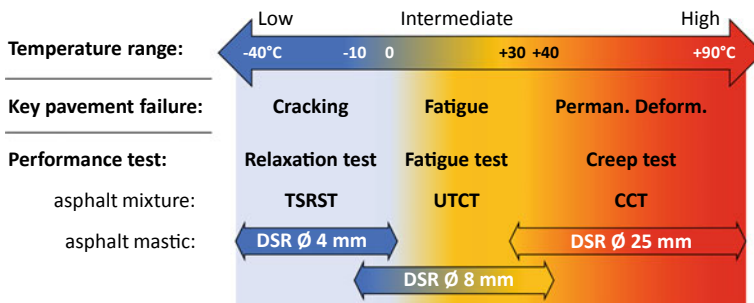 Low Intermediate High
Temperature range: -40°C -10 0 +30 +40 +90°C
Key pavement failure: Cracking Fatigue Perman. Deform.
Performance test: Relaxation test Fatigue test Creep test
asphalt mixture: TSRST UTCT CCT
asphalt mastic: DSR Ø 4 mm DSR Ø 25 mm
DSR Ø 8 mm